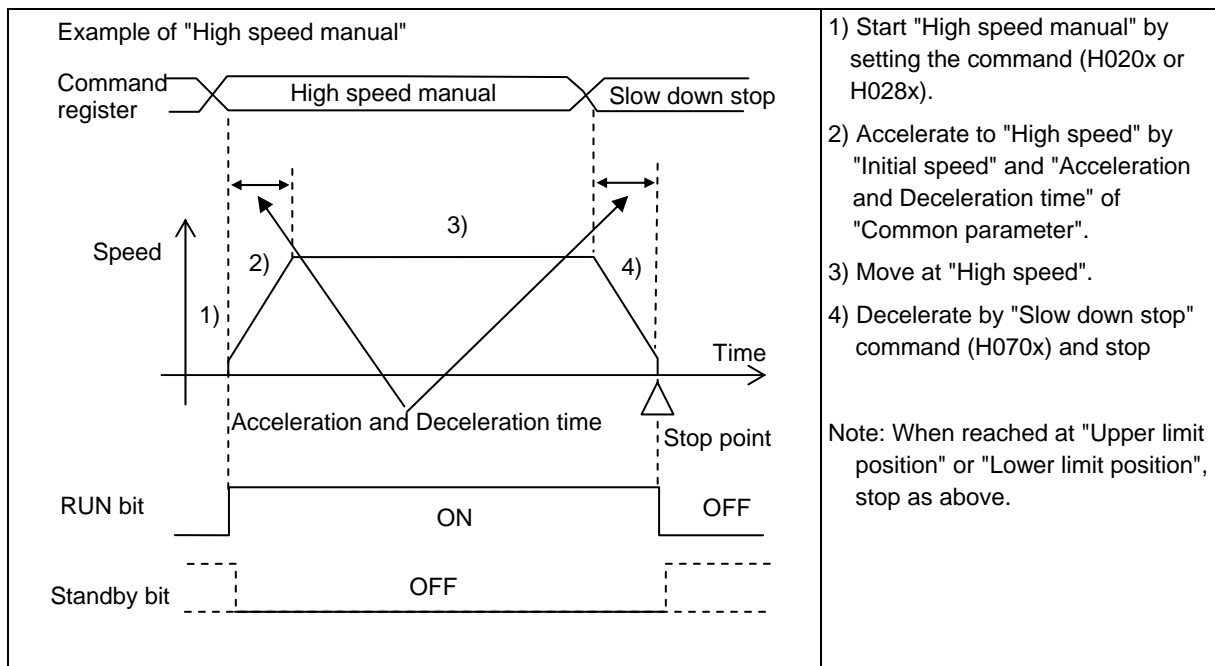 Example of "High speed manual"
Command
register
High speed manual
Slow down stop
3)
Speed
2)
4)
1)
Time
Acceleration and Deceleration time
Stop point
RUN bit
ON
OFF
OFF
Standby bit
1) Start "High speed manual" by
setting the command (H020x or
H028x).
2) Accelerate to "High speed" by
"Initial speed" and "Acceleration
and Deceleration time" of
"Common parameter".
3) Move at "High speed".
4) Decelerate by "Slow down stop"
command (H070x) and stop
Note: When reached at "Upper limit
position" or "Lower limit position",
stop as above.